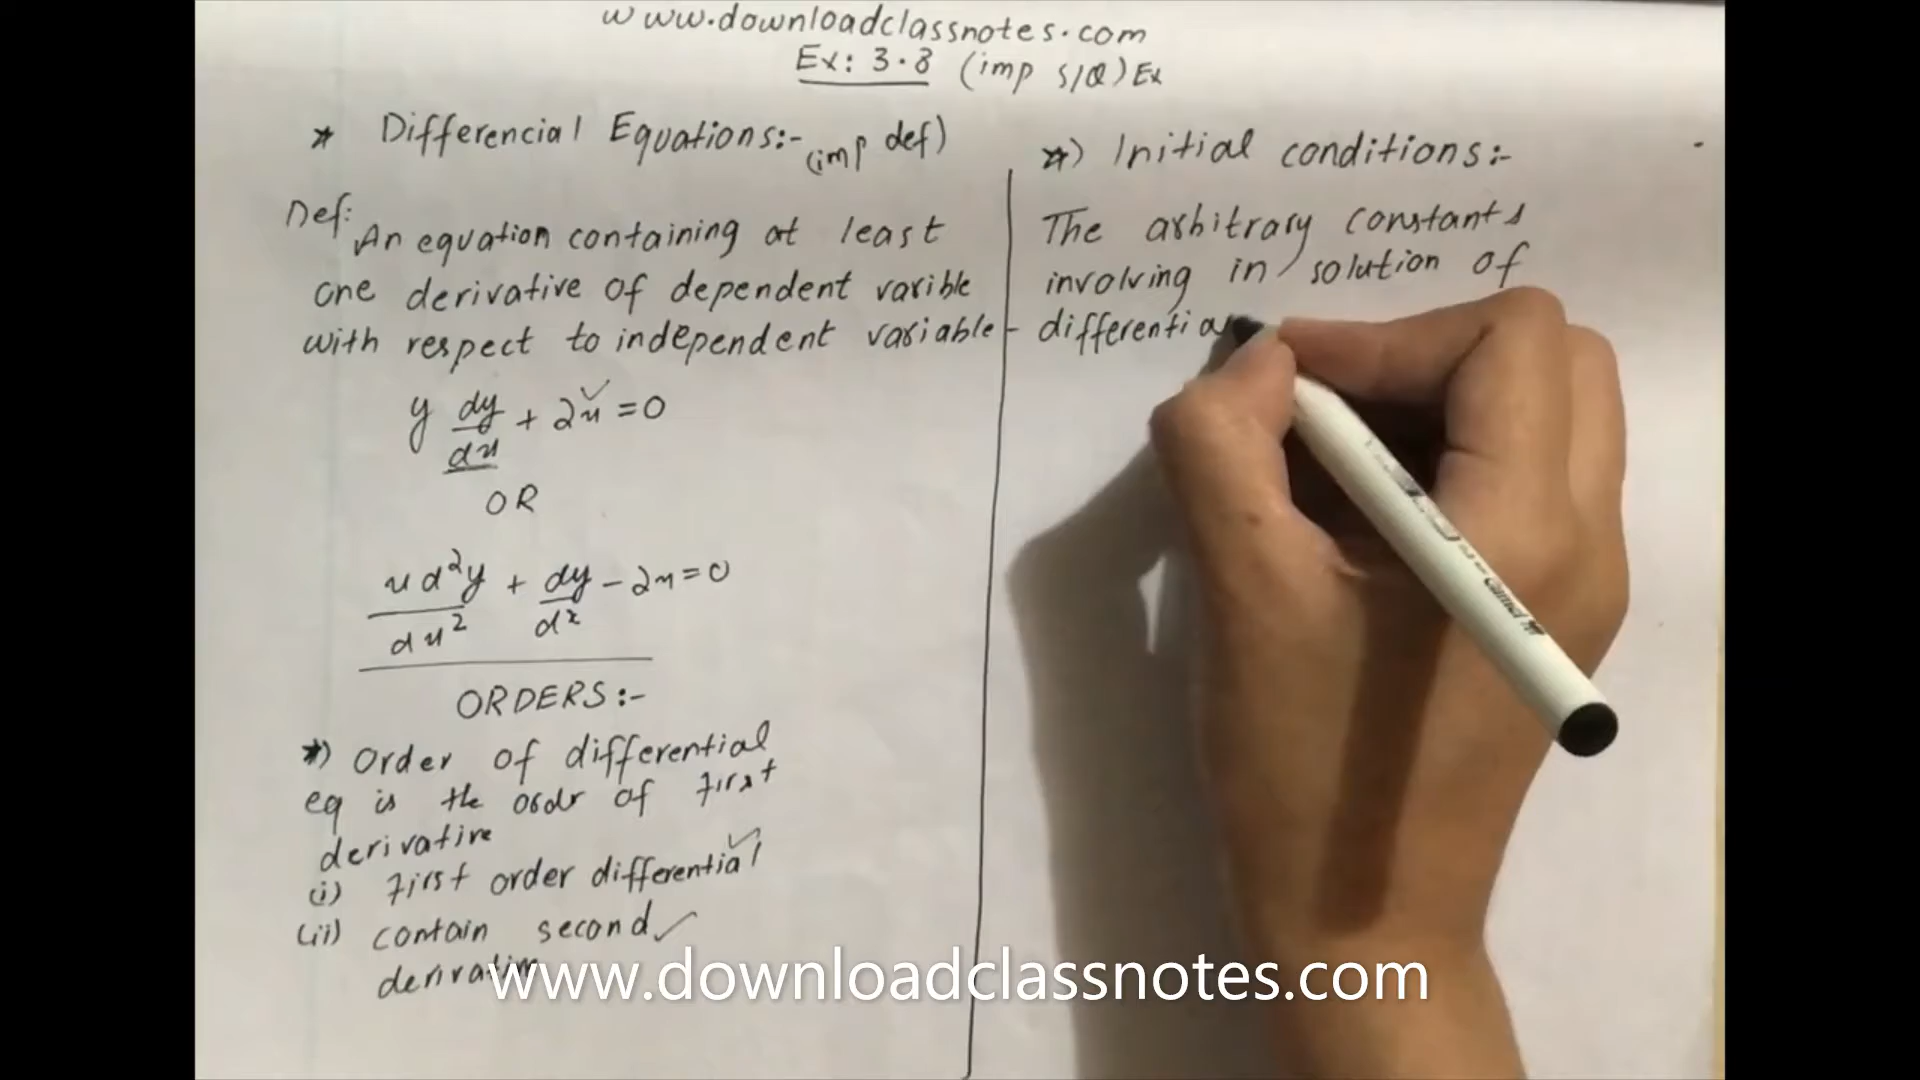 www.downloadclassnotes.com
Ex: 3.8 (imp S/Q) Ex
* Differencial Equations:- (imp def)
Def: An equation containing at least
one derivative of dependent varible
with respect to independent variable-
y dy/dx + 2x = 0
OR
x d²y/dx² + dy/dx - 2x = 0
ORDERS:-
*) Order of differential
eq is the ordr of first
derivative
(i) first order differential
(ii) contain second
derivative
*) Initial conditions:-
The arbitrary constants
involving in solution of
differentia
www.downloadclassnotes.com